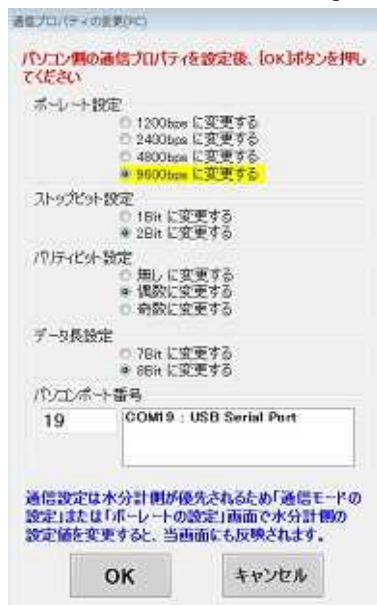 通信プロパティの変更(PC)
パソコン側の通信プロパティを設定後、[OK]ボタンを押し
てください
ボーレート設定
1200bps に変更する
2400bps に変更する
4800bps に変更する
9600bps に変更する
ストップビット設定
1Bit に変更する
2Bit に変更する
パリティビット設定
無し に変更する
偶数に変更する
奇数に変更する
データ長設定
7Bit に変更する
8Bit に変更する
パソコンポート番号
19
COM19 : USB Serial Port
通信設定は水分計側が優先されるため「通信モードの
設定」または「ボーレートの設定」画面で水分計側の
設定値を変更すると、当画面にも反映されます。
OK
キャンセル